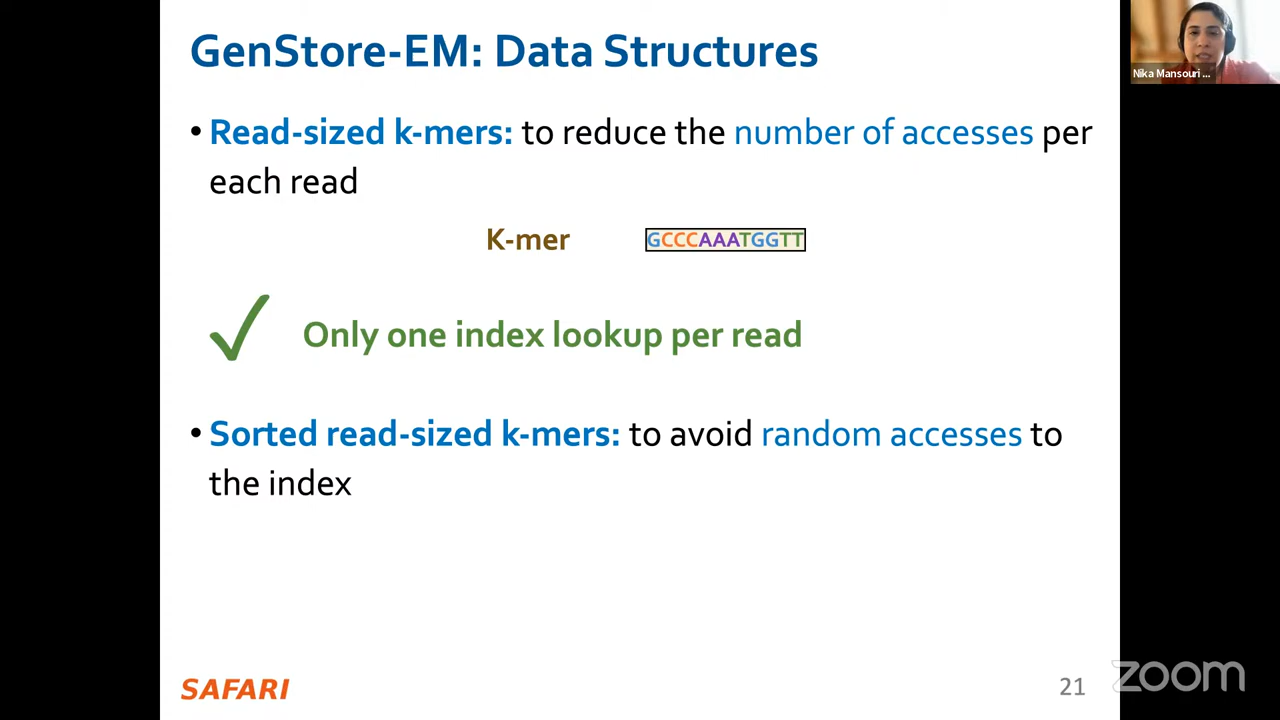 GenStore-EM: Data Structures
Nika Mansouri ...
• Read-sized k-mers: to reduce the number of accesses per
each read
K-mer GCCCAAATGGTT
✓ Only one index lookup per read
• Sorted read-sized k-mers: to avoid random accesses to
the index
SAFARI
21
zoom